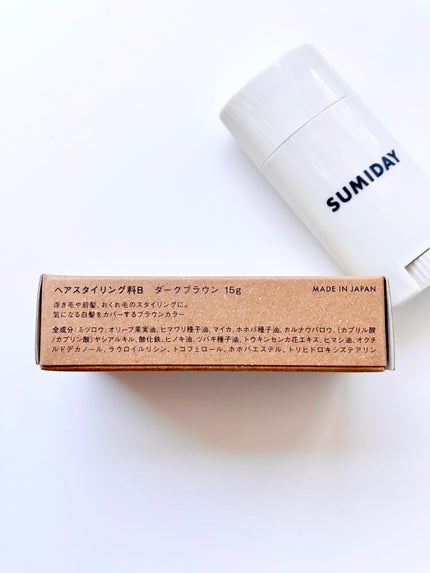 SUMIDAY
ヘアスタイリング料B　ダークブラウン 15g
MADE IN JAPAN
浮き毛や前髪、おくれ毛のスタイリングに。
気になる白髪をカバーするブラウンカラー
全成分:ミツロウ、オリーブ果実油、ヒマワリ種子油、マイカ、ホホバ種子油、カルナウバロウ、(カプリル酸
/カプリン酸)ヤシアルキル、酸化鉄、ヒノキ油、ツバキ種子油、トウキンセンカ花エキス、ヒマシ油、オクチ
ルドデカノール、ラウロイルリシン、トコフェロール、ホホバエステル、トリヒドロキシステアリン